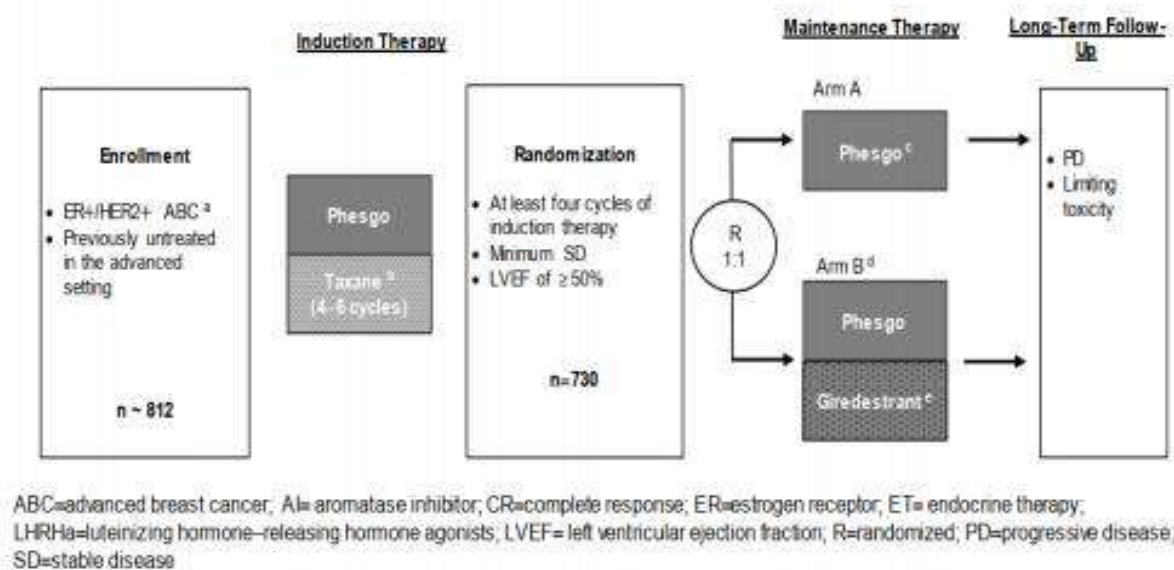 Induction Therapy
Maintenance Therapy
Long-Term Follow-
Up
Enrollment
• ER+/HER2+ ABC a
• Previously untreated
in the advanced
setting
n ~ 812
Phesgo
Taxane b
(4–6 cycles)
Randomization
• At least four cycles of
induction therapy
• Minimum SD
• LVEF of ≥ 50%
n=730
R
1:1
Arm A
Phesgo c
Arm B d
Phesgo
Giredestrant e
• PD
• Limiting
toxicity
ABC=advanced breast cancer; AI= aromatase inhibitor; CR=complete response; ER=estrogen receptor; ET= endocrine therapy;
LHRHa=luteinizing hormone–releasing hormone agonists; LVEF= left ventricular ejection fraction; R=randomized; PD=progressive disease;
SD=stable disease